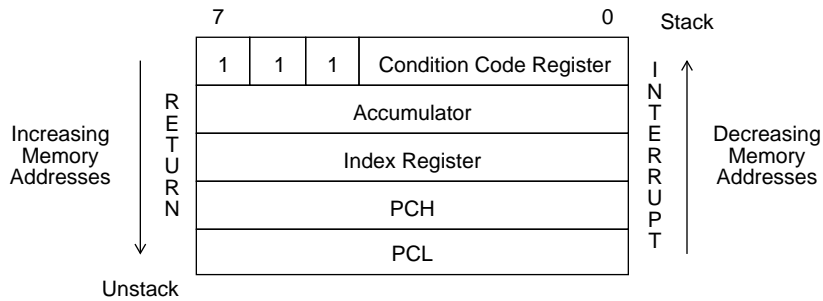 7 0
Stack
1 1 1 Condition Code Register
Accumulator
Index Register
PCH
PCL
Increasing
Memory
Addresses
RETURN
INTERRUPT
Decreasing
Memory
Addresses
Unstack